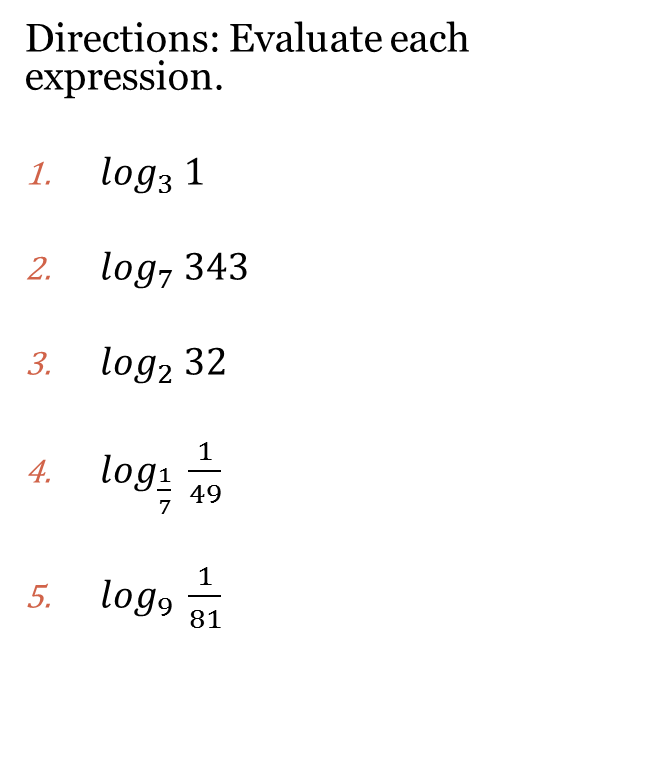 Directions: Evaluate each
expression.
1. log₃ 1
2. log₇ 343
3. log₂ 32
4. log_(1/7) 1/49
5. log₉ 1/81